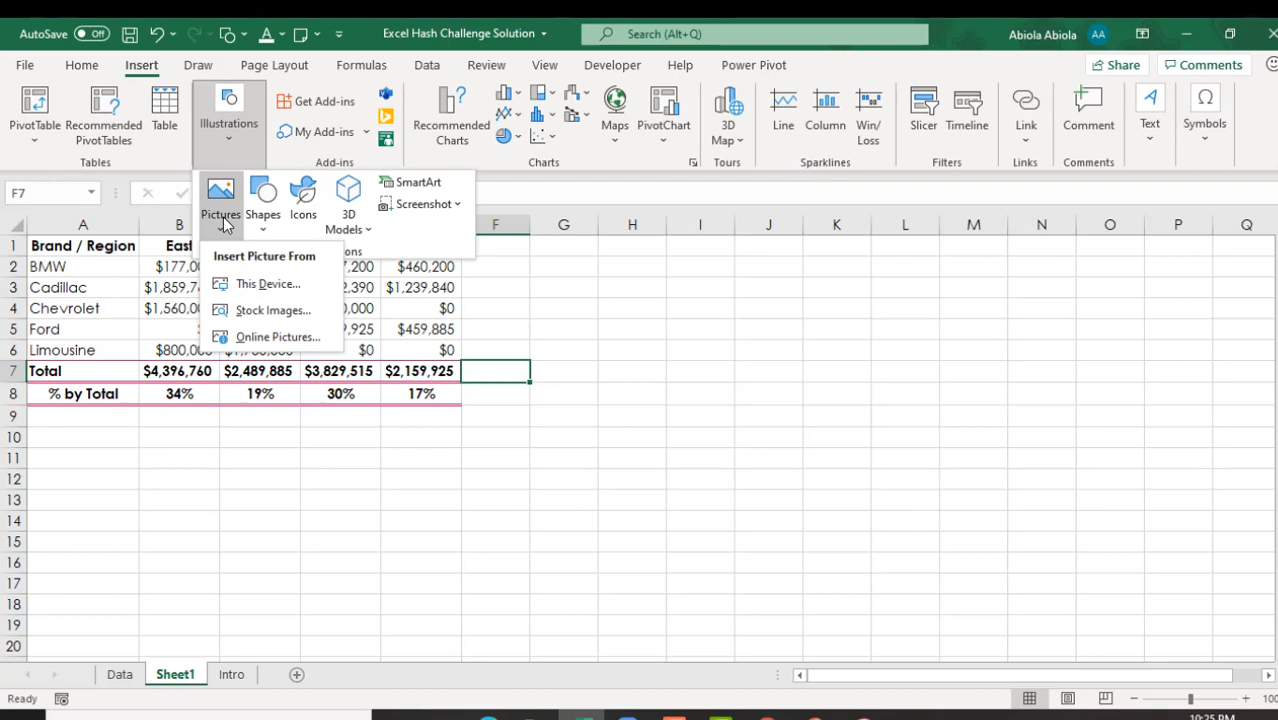 AutoSave Off Excel Hash Challenge Solution Search (Alt+Q) Abiola Abiola AA
File Home Insert Draw Page Layout Formulas Data Review View Developer Help Power Pivot Share Comments
PivotTable Recommended PivotTables Table Illustrations Get Add-ins My Add-ins Recommended Charts Maps PivotChart 3D Map Line Column Win/Loss Slicer Timeline Link Comment Text Symbols
Tables Add-ins Charts Tours Sparklines Filters Links Comments
F7
Pictures Shapes Icons 3D Models SmartArt
Screenshot
Insert Picture From
This Device...
Stock Images...
Online Pictures...
A B F G H I J K L M N O P Q
1 Brand / Region East
2 BMW $177,0 7,200 $460,200
3 Cadillac $1,859,7 2,390 $1,239,840
4 Chevrolet $1,560,0 0,000 $0
5 Ford 9,925 $459,885
6 Limousine $800,00 $0 $0
7 Total $4,396,760 $2,489,885 $3,829,515 $2,159,925
8 % by Total 34% 19% 30% 17%
9
10
11
12
13
14
15
16
17
18
19
20
Data Sheet1 Intro
Ready 100
10:25 PM